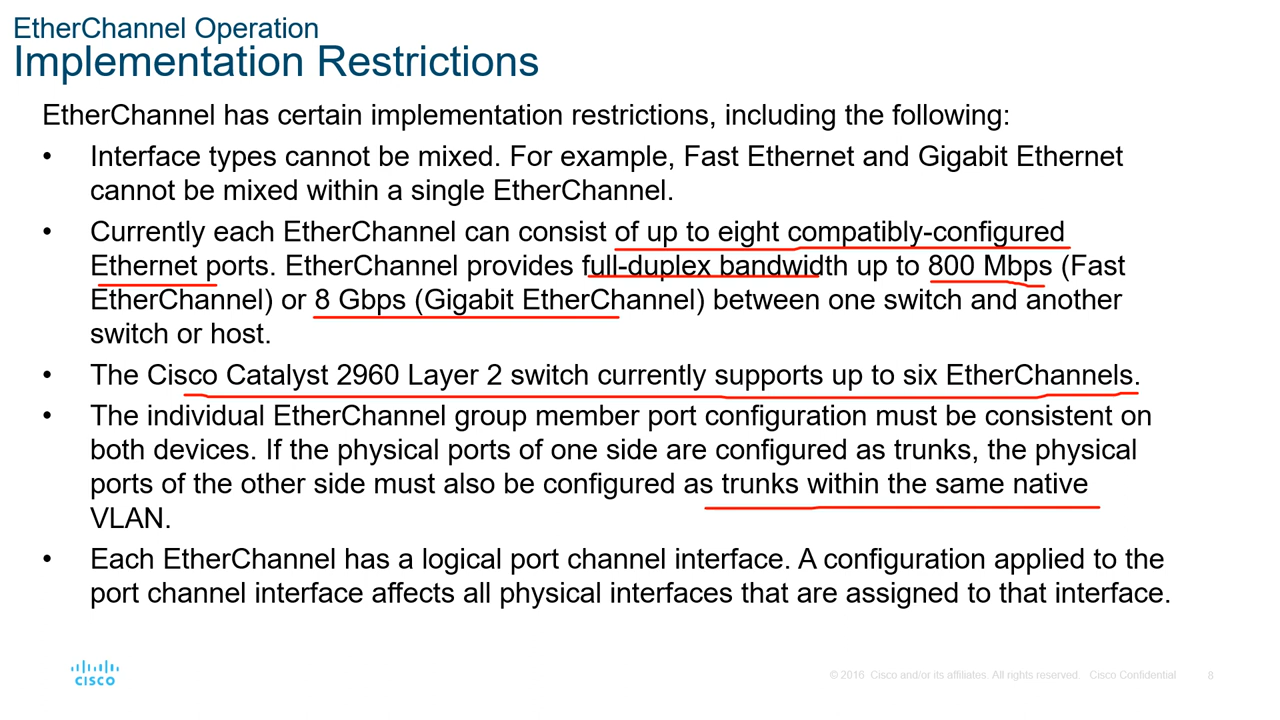 EtherChannel Operation
Implementation Restrictions
EtherChannel has certain implementation restrictions, including the following:
• Interface types cannot be mixed. For example, Fast Ethernet and Gigabit Ethernet
cannot be mixed within a single EtherChannel.
• Currently each EtherChannel can consist of up to eight compatibly-configured
Ethernet ports. EtherChannel provides full-duplex bandwidth up to 800 Mbps (Fast
EtherChannel) or 8 Gbps (Gigabit EtherChannel) between one switch and another
switch or host.
• The Cisco Catalyst 2960 Layer 2 switch currently supports up to six EtherChannels.
• The individual EtherChannel group member port configuration must be consistent on
both devices. If the physical ports of one side are configured as trunks, the physical
ports of the other side must also be configured as trunks within the same native
VLAN.
• Each EtherChannel has a logical port channel interface. A configuration applied to the
port channel interface affects all physical interfaces that are assigned to that interface.
CISCO
© 2016 Cisco and/or its affiliates. All rights reserved. Cisco Confidential 8